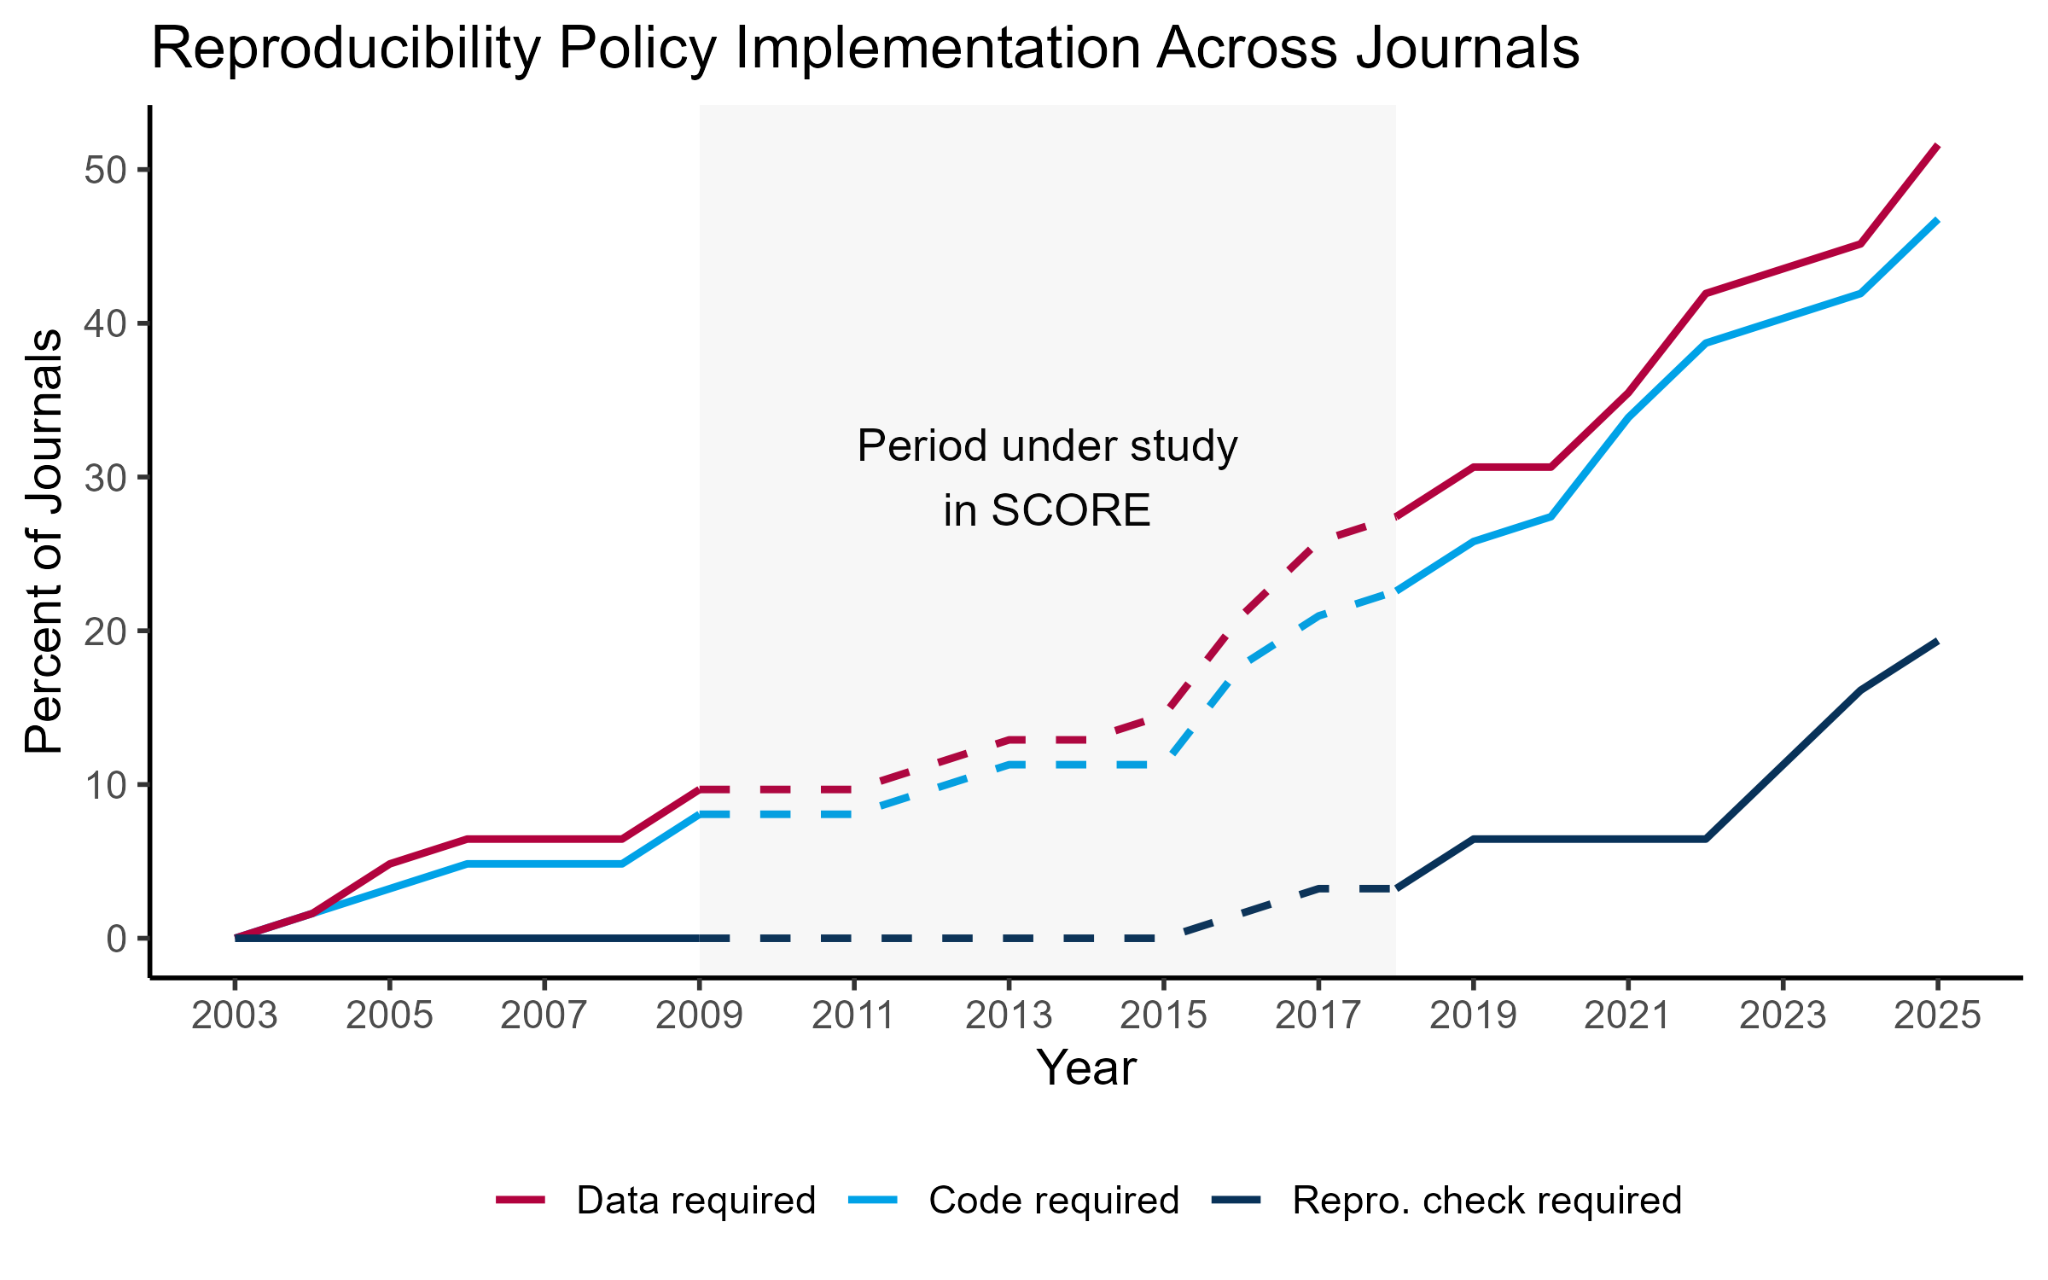 Reproducibility Policy Implementation Across Journals
Percent of Journals
50
40
30
20
10
0
Period under study
in SCORE
2003 2005 2007 2009 2011 2013 2015 2017 2019 2021 2023 2025
Year
Data required Code required Repro. check required